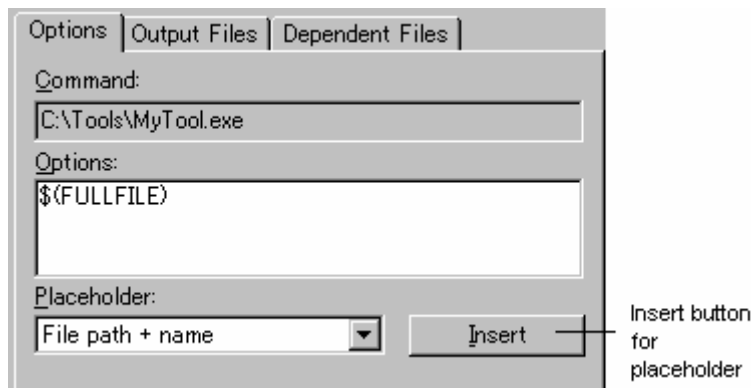 Options Output Files Dependent Files
Command:
C:\Tools\MyTool.exe
Options:
$(FULLFILE)
Placeholder:
File path + name Insert
Insert button
for
placeholder